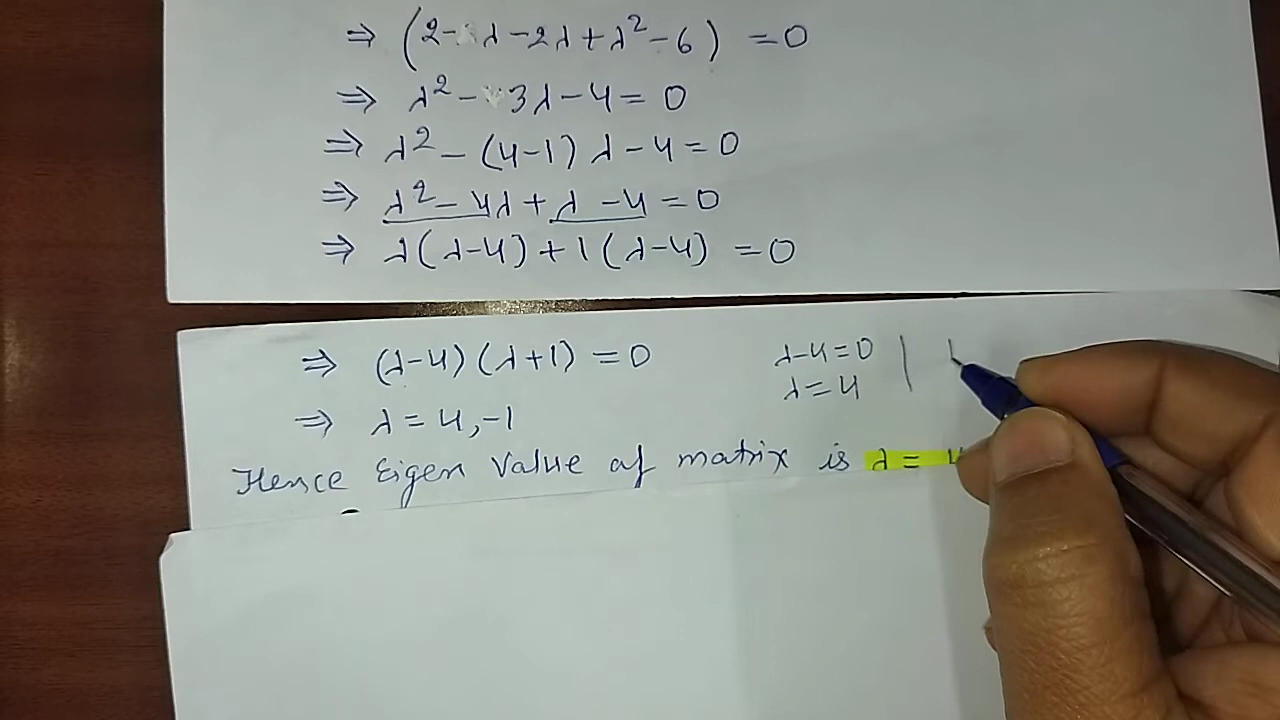 ⇒ (2-λ-2λ+λ²-6) =0
⇒ λ²-3λ-4=0
⇒ λ²-(4-1)λ-4=0
⇒ λ²-4λ+λ-4=0
⇒ λ(λ-4)+1(λ-4) =0
⇒ (λ-4)(λ+1) =0
λ-4=0 |
λ=4
⇒ λ=4,-1
Hence Eigen Value of matrix is λ = 4